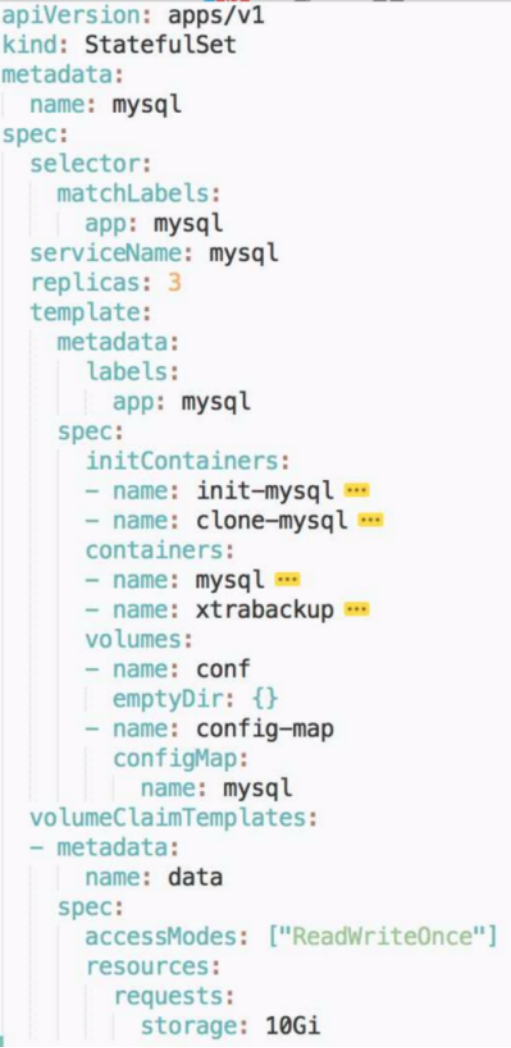 apiVersion: apps/v1
kind: StatefulSet
metadata:
  name: mysql
spec:
  selector:
    matchLabels:
      app: mysql
  serviceName: mysql
  replicas: 3
  template:
    metadata:
      labels:
        app: mysql
    spec:
      initContainers:
      - name: init-mysql ···
      - name: clone-mysql ···
      containers:
      - name: mysql ···
      - name: xtrabackup ···
      volumes:
      - name: conf
        emptyDir: {}
      - name: config-map
        configMap:
          name: mysql
  volumeClaimTemplates:
  - metadata:
      name: data
    spec:
      accessModes: ["ReadWriteOnce"]
      resources:
        requests:
          storage: 10Gi